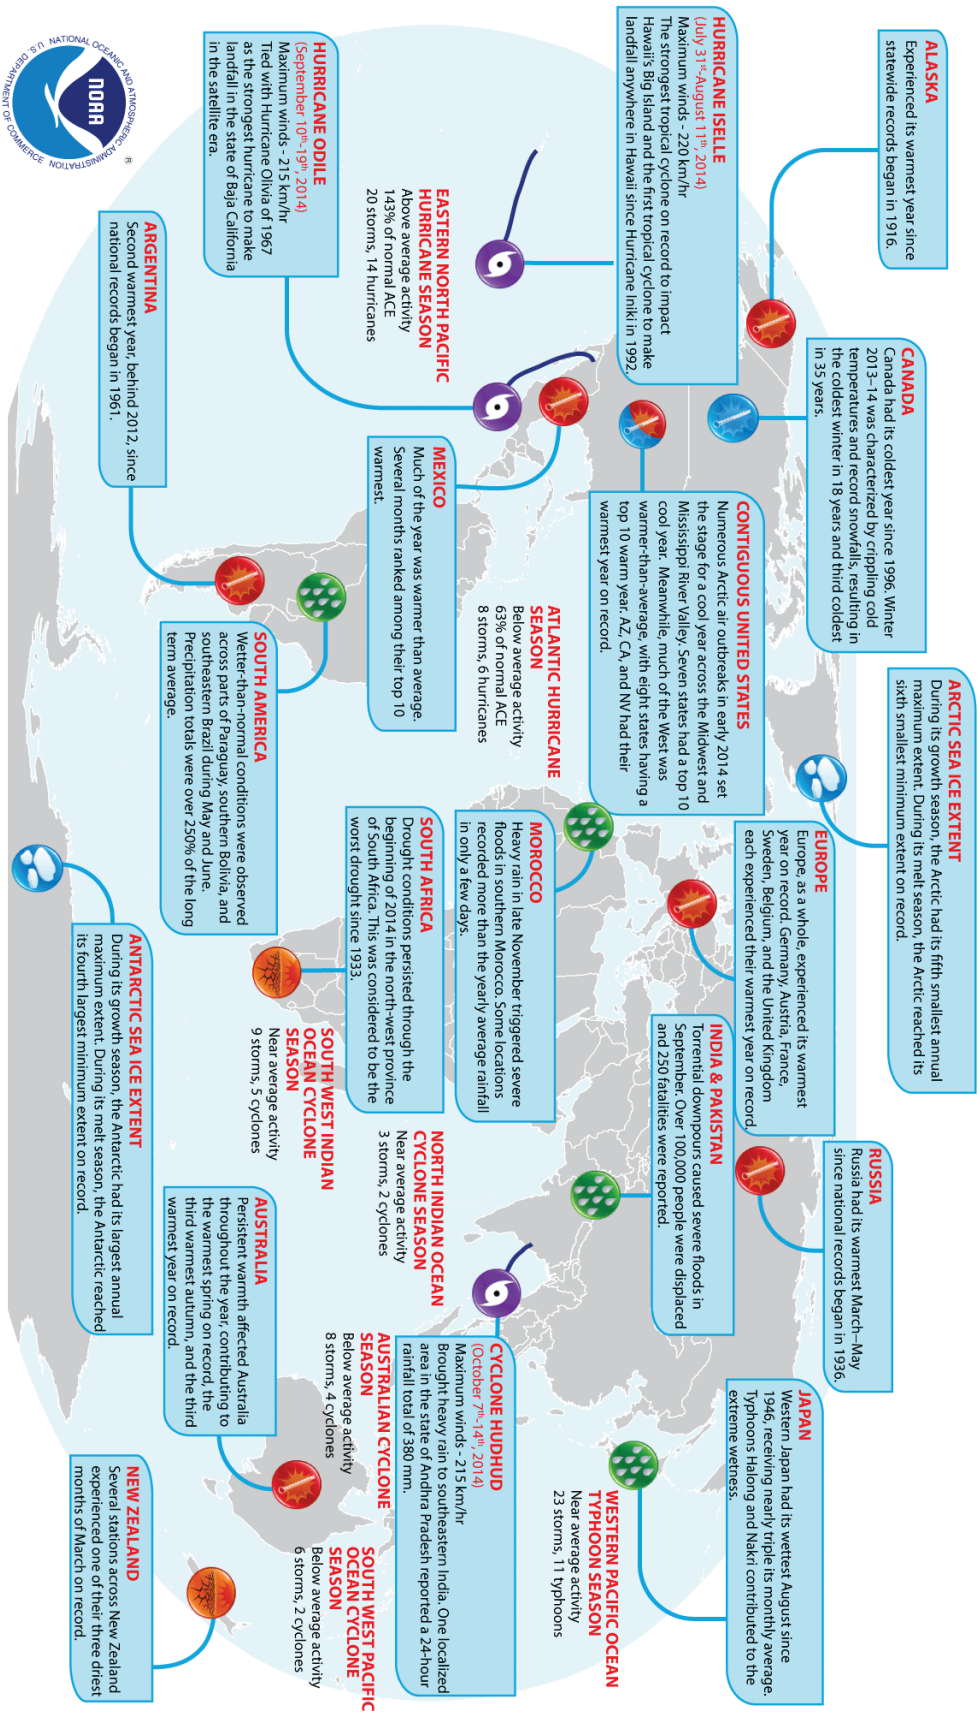 ALASKA
Experienced its warmest year since
statewide records began in 1916.
CANADA
Canada had its coldest year since 1996. Winter
2013–14 was characterized by crippling cold
temperatures and record snowfalls, resulting in
the coldest winter in 18 years and third coldest
in 35 years.
ARCTIC SEA ICE EXTENT
During its growth season, the Arctic had its fifth smallest annual
maximum extent. During its melt season, the Arctic reached its
sixth smallest minimum extent on record.
RUSSIA
Russia had its warmest March–May
since national records began in 1936.
HURRICANE ISELLE
(July 31st-August 11th, 2014)
Maximum winds - 220 km/hr
The strongest tropical cyclone on record to impact
Hawaii's Big Island and the first tropical cyclone to make
landfall anywhere in Hawaii since Hurricane Iniki in 1992.
CONTIGUOUS UNITED STATES
Numerous Arctic air outbreaks in early 2014 set
the stage for a cool year across the Midwest and
Mississippi River Valley. Seven states had a top 10
cool year. Meanwhile, much of the West was
warmer-than-average, with eight states having a
top 10 warm year. AZ, CA, and NV had their
warmest year on record.
EUROPE
Europe, as a whole, experienced its warmest
year on record. Germany, Austria, France,
Sweden, Belgium, and the United Kingdom
each experienced their warmest year on record.
INDIA & PAKISTAN
Torrential downpours caused severe floods in
September. Over 100,000 people were displaced
and 250 fatalities were reported.
JAPAN
Western Japan had its wettest August since
1946, receiving nearly triple its monthly average.
Typhoons Halong and Nakri contributed to the
extreme wetness.
EASTERN NORTH PACIFIC
HURRICANE SEASON
Above average activity
143% of normal ACE
20 storms, 14 hurricanes
ATLANTIC HURRICANE
SEASON
Below average activity
63% of normal ACE
8 storms, 6 hurricanes
MOROCCO
Heavy rain in late November triggered severe
floods in southern Morocco. Some locations
recorded more than the yearly average rainfall
in only a few days.
WESTERN PACIFIC OCEAN
TYPHOON SEASON
Near average activity
23 storms, 11 typhoons
HURRICANE ODILE
(September 10th-19th, 2014)
Maximum winds - 215 km/hr
Tied with Hurricane Olivia of 1967
as the strongest hurricane to make
landfall in the state of Baja California
in the satellite era.
MEXICO
Much of the year was warmer than average.
Several months ranked among their top 10
warmest.
SOUTH AFRICA
Drought conditions persisted through the
beginning of 2014 in the north-west province
of South Africa. This was considered to be the
worst drought since 1933.
NORTH INDIAN OCEAN
CYCLONE SEASON
Near average activity
3 storms, 2 cyclones
CYCLONE HUDHUD
(October 7th-14th, 2014)
Maximum winds - 215 km/hr
Brought heavy rain to southeastern India. One localized
area in the state of Andhra Pradesh reported a 24-hour
rainfall total of 380 mm.
ARGENTINA
Second warmest year, behind 2012, since
national records began in 1961.
SOUTH AMERICA
Wetter-than-normal conditions were observed
across parts of Paraguay, southern Bolivia, and
southeastern Brazil during May and June.
Precipitation totals were over 250% of the long
term average.
SOUTH WEST INDIAN
OCEAN CYCLONE
SEASON
Near average activity
9 storms, 5 cyclones
AUSTRALIAN CYCLONE
SEASON
Below average activity
8 storms, 4 cyclones
SOUTH WEST PACIFIC
OCEAN CYCLONE
SEASON
Below average activity
6 storms, 2 cyclones
AUSTRALIA
Persistent warmth affected Australia
throughout the year, contributing to
the warmest spring on record, the
third warmest autumn, and the third
warmest year on record.
ANTARCTIC SEA ICE EXTENT
During its growth season, the Antarctic had its largest annual
maximum extent. During its melt season, the Antarctic reached
its fourth largest minimum extent on record.
NEW ZEALAND
Several stations across New Zealand
experienced one of their three driest
months of March on record.
NATIONAL OCEANIC AND ATMOSPHERIC ADMINISTRATION
NOAA
U.S. DEPARTMENT OF COMMERCE
®